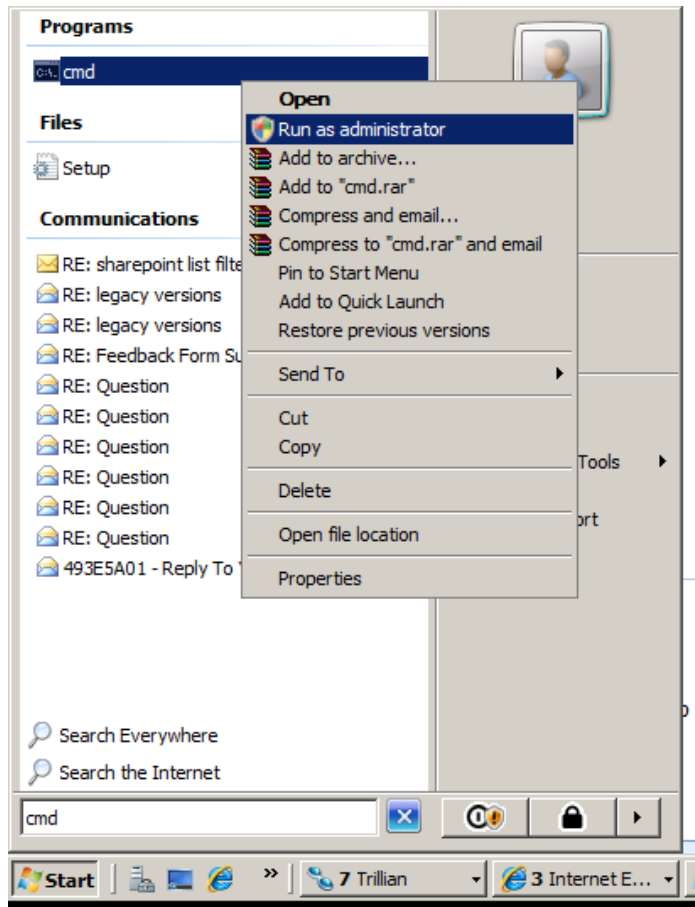 Programs
cmd
Files
Setup
Communications
RE: sharepoint list filte
RE: legacy versions
RE: legacy versions
RE: Feedback Form Su
RE: Question
RE: Question
RE: Question
RE: Question
RE: Question
RE: Question
493E5A01 - Reply To
Open
Run as administrator
Add to archive...
Add to "cmd.rar"
Compress and email...
Compress to "cmd.rar" and email
Pin to Start Menu
Add to Quick Launch
Restore previous versions
Send To
Cut
Copy
Delete
Open file location
Properties
Tools
ort
Search Everywhere
Search the Internet
cmd
Start
7 Trillian
3 Internet E...